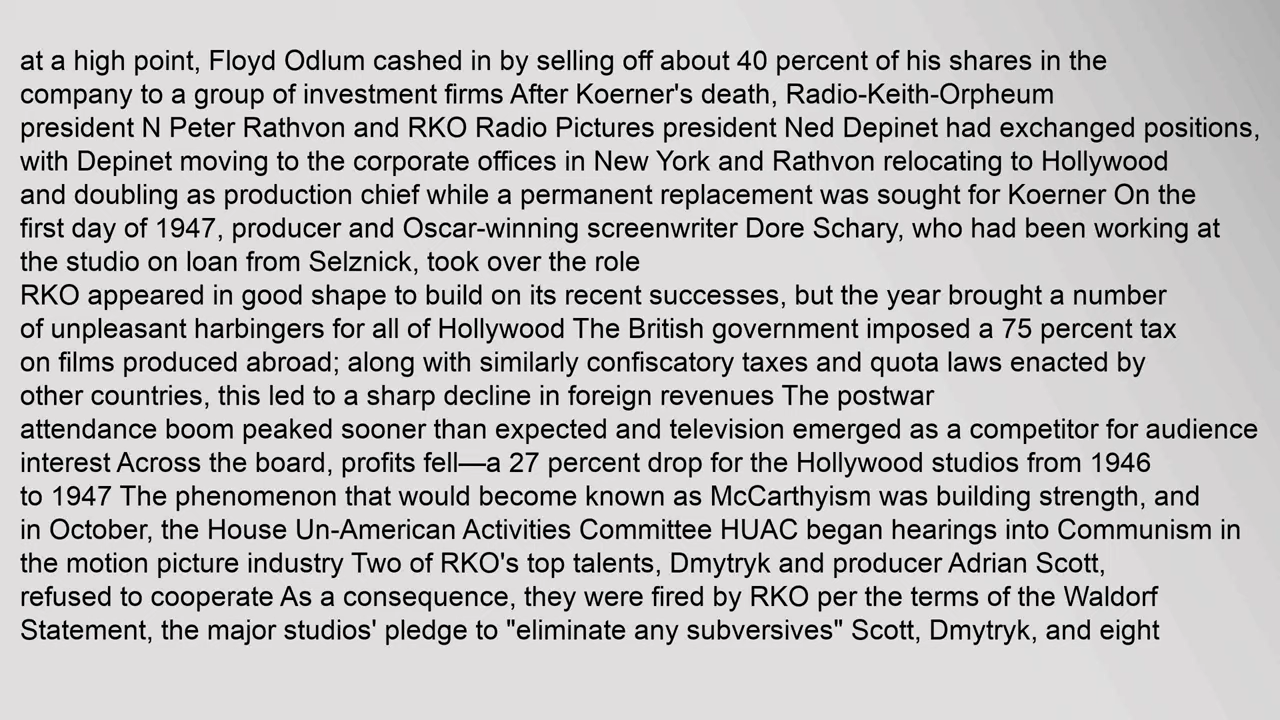 at a high point, Floyd Odlum cashed in by selling off about 40 percent of his shares in the
company to a group of investment firms After Koerner's death, Radio-Keith-Orpheum
president N Peter Rathvon and RKO Radio Pictures president Ned Depinet had exchanged positions,
with Depinet moving to the corporate offices in New York and Rathvon relocating to Hollywood
and doubling as production chief while a permanent replacement was sought for Koerner On the
first day of 1947, producer and Oscar-winning screenwriter Dore Schary, who had been working at
the studio on loan from Selznick, took over the role
RKO appeared in good shape to build on its recent successes, but the year brought a number
of unpleasant harbingers for all of Hollywood The British government imposed a 75 percent tax
on films produced abroad; along with similarly confiscatory taxes and quota laws enacted by
other countries, this led to a sharp decline in foreign revenues The postwar
attendance boom peaked sooner than expected and television emerged as a competitor for audience
interest Across the board, profits fell—a 27 percent drop for the Hollywood studios from 1946
to 1947 The phenomenon that would become known as McCarthyism was building strength, and
in October, the House Un-American Activities Committee HUAC began hearings into Communism in
the motion picture industry Two of RKO's top talents, Dmytryk and producer Adrian Scott,
refused to cooperate As a consequence, they were fired by RKO per the terms of the Waldorf
Statement, the major studios' pledge to "eliminate any subversives" Scott, Dmytryk, and eight